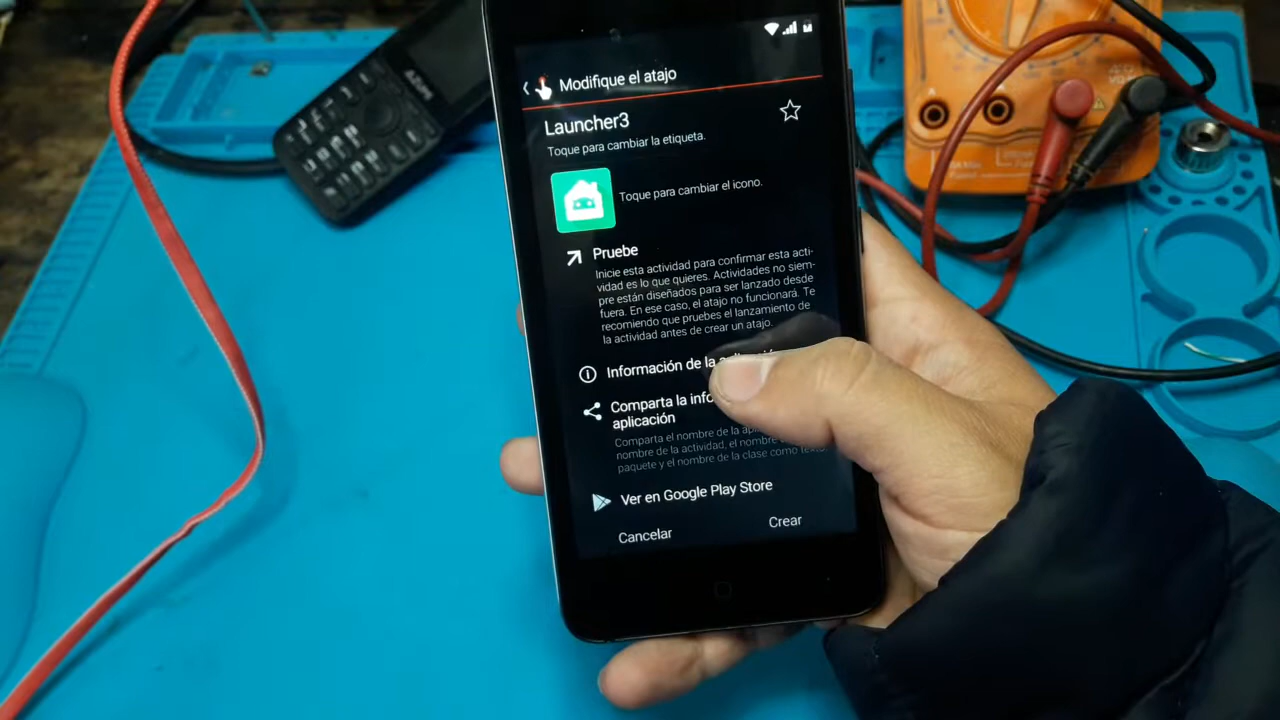 Modifique el atajo
Launcher3
Toque para cambiar la etiqueta.
Toque para cambiar el icono.
Pruebe
Inicie esta actividad para confirmar esta acti-
vidad es lo que quieres. Actividades no siem-
pre están diseñados para ser lanzado desde
fuera. En ese caso, el atajo no funcionará. Te
recomiendo que pruebes el lanzamiento de
la actividad antes de crear un atajo.
Información de la aplicación
Comparta la info
aplicación
Comparta el nombre de la
nombre de la actividad, el nombre
paquete y el nombre de la clase como texto.
Ver en Google Play Store
Cancelar
Crear